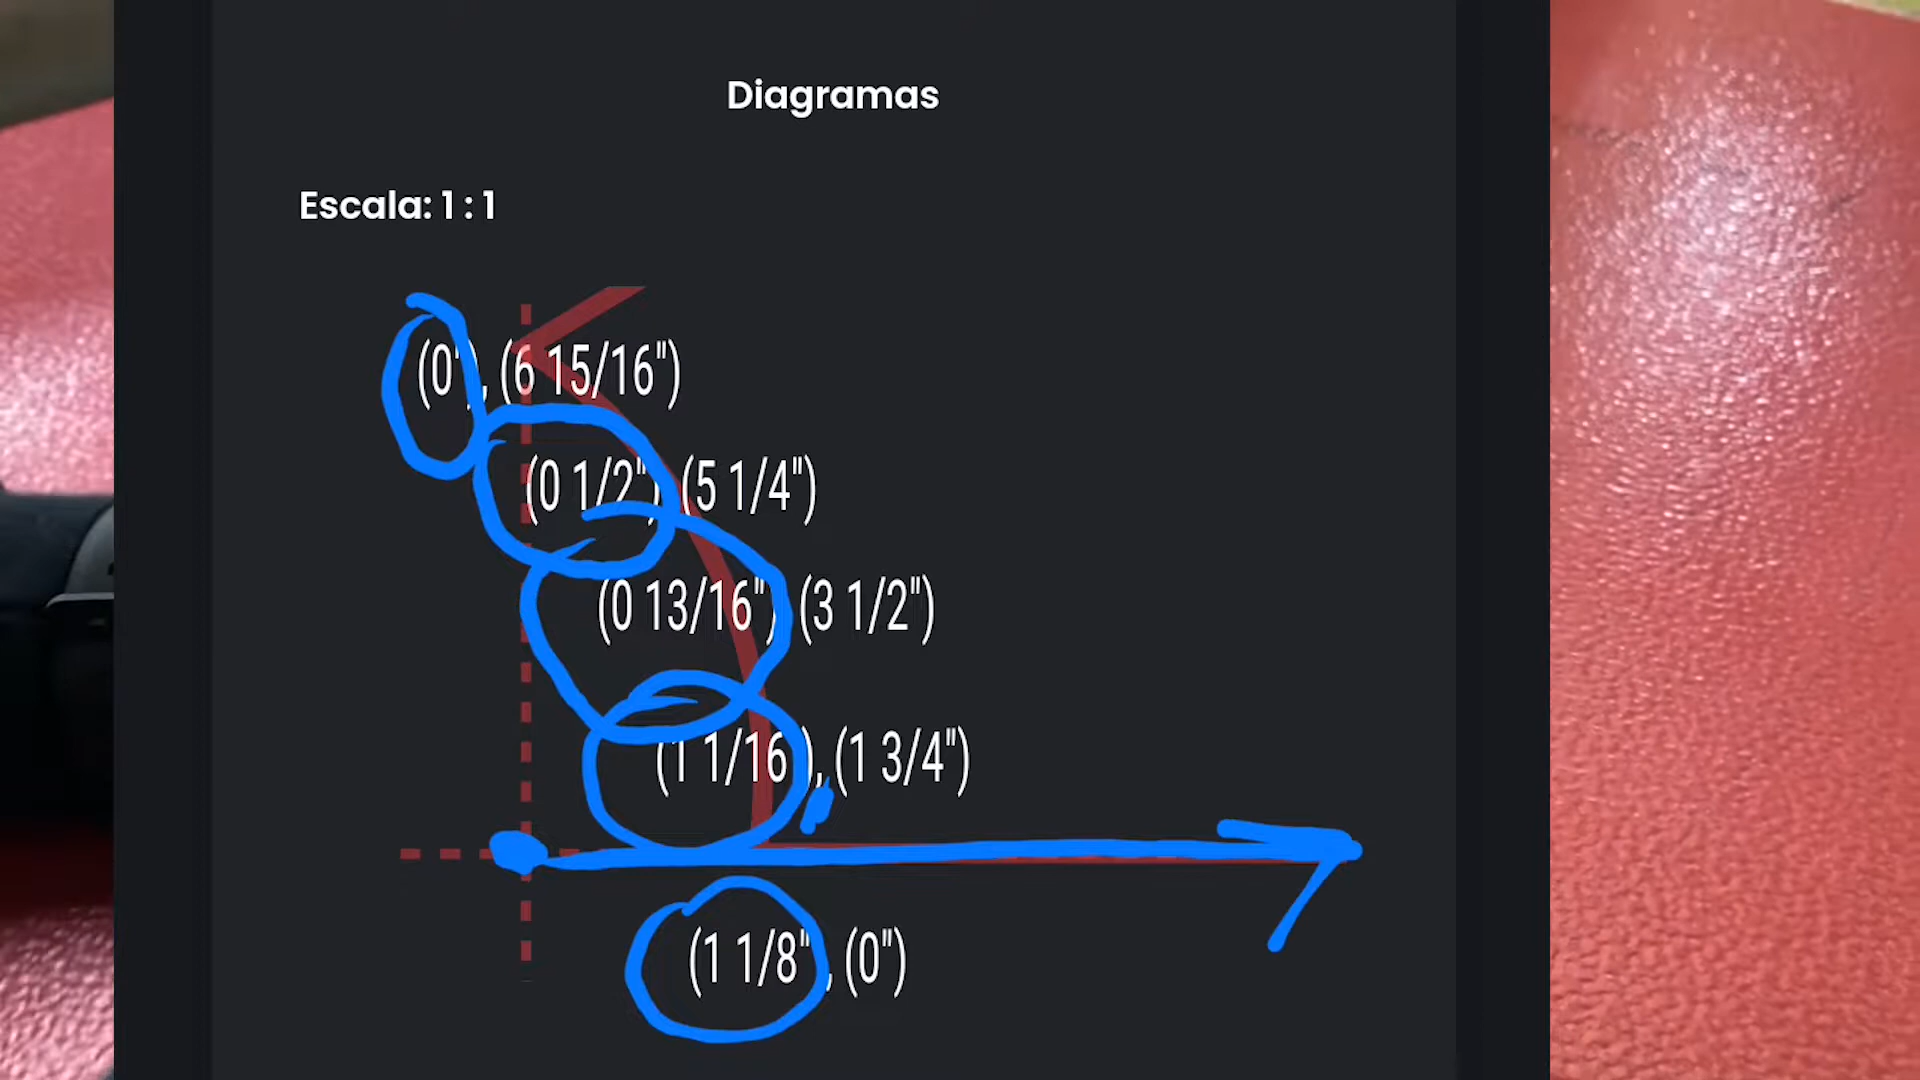 Diagramas
Escala: 1 : 1
(0"), (6 15/16")
(0 1/2") (5 1/4")
(0 13/16") (3 1/2")
(1 1/16 ), (1 3/4")
(1 1/8" , (0")